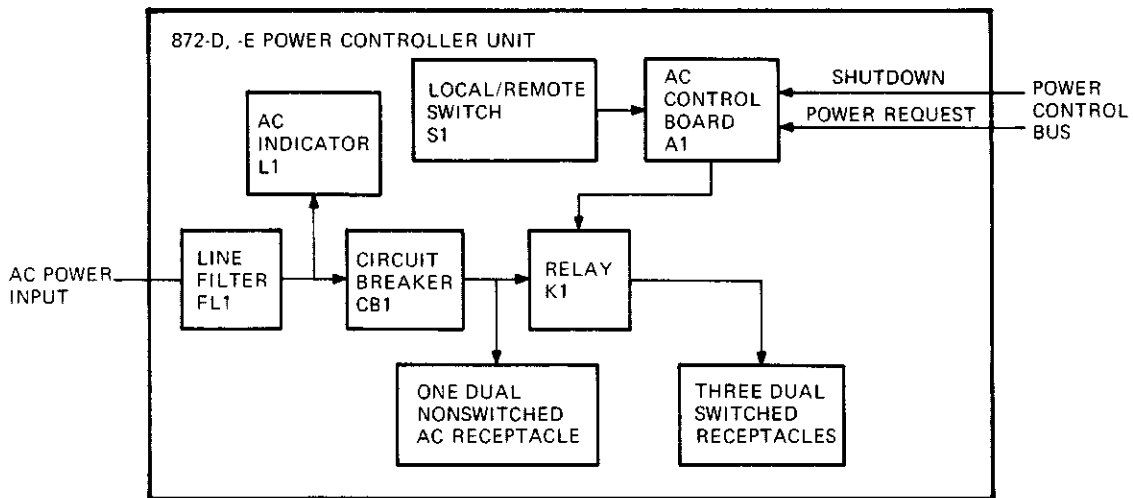 872-D, -E POWER CONTROLLER UNIT
LOCAL/REMOTE
SWITCH
S1
AC
CONTROL
BOARD
A1
SHUTDOWN
POWER REQUEST
POWER
CONTROL
BUS
AC
INDICATOR
L1
AC POWER
INPUT
LINE
FILTER
FL1
CIRCUIT
BREAKER
CB1
RELAY
K1
ONE DUAL
NONSWITCHED
AC RECEPTACLE
THREE DUAL
SWITCHED
RECEPTACLES